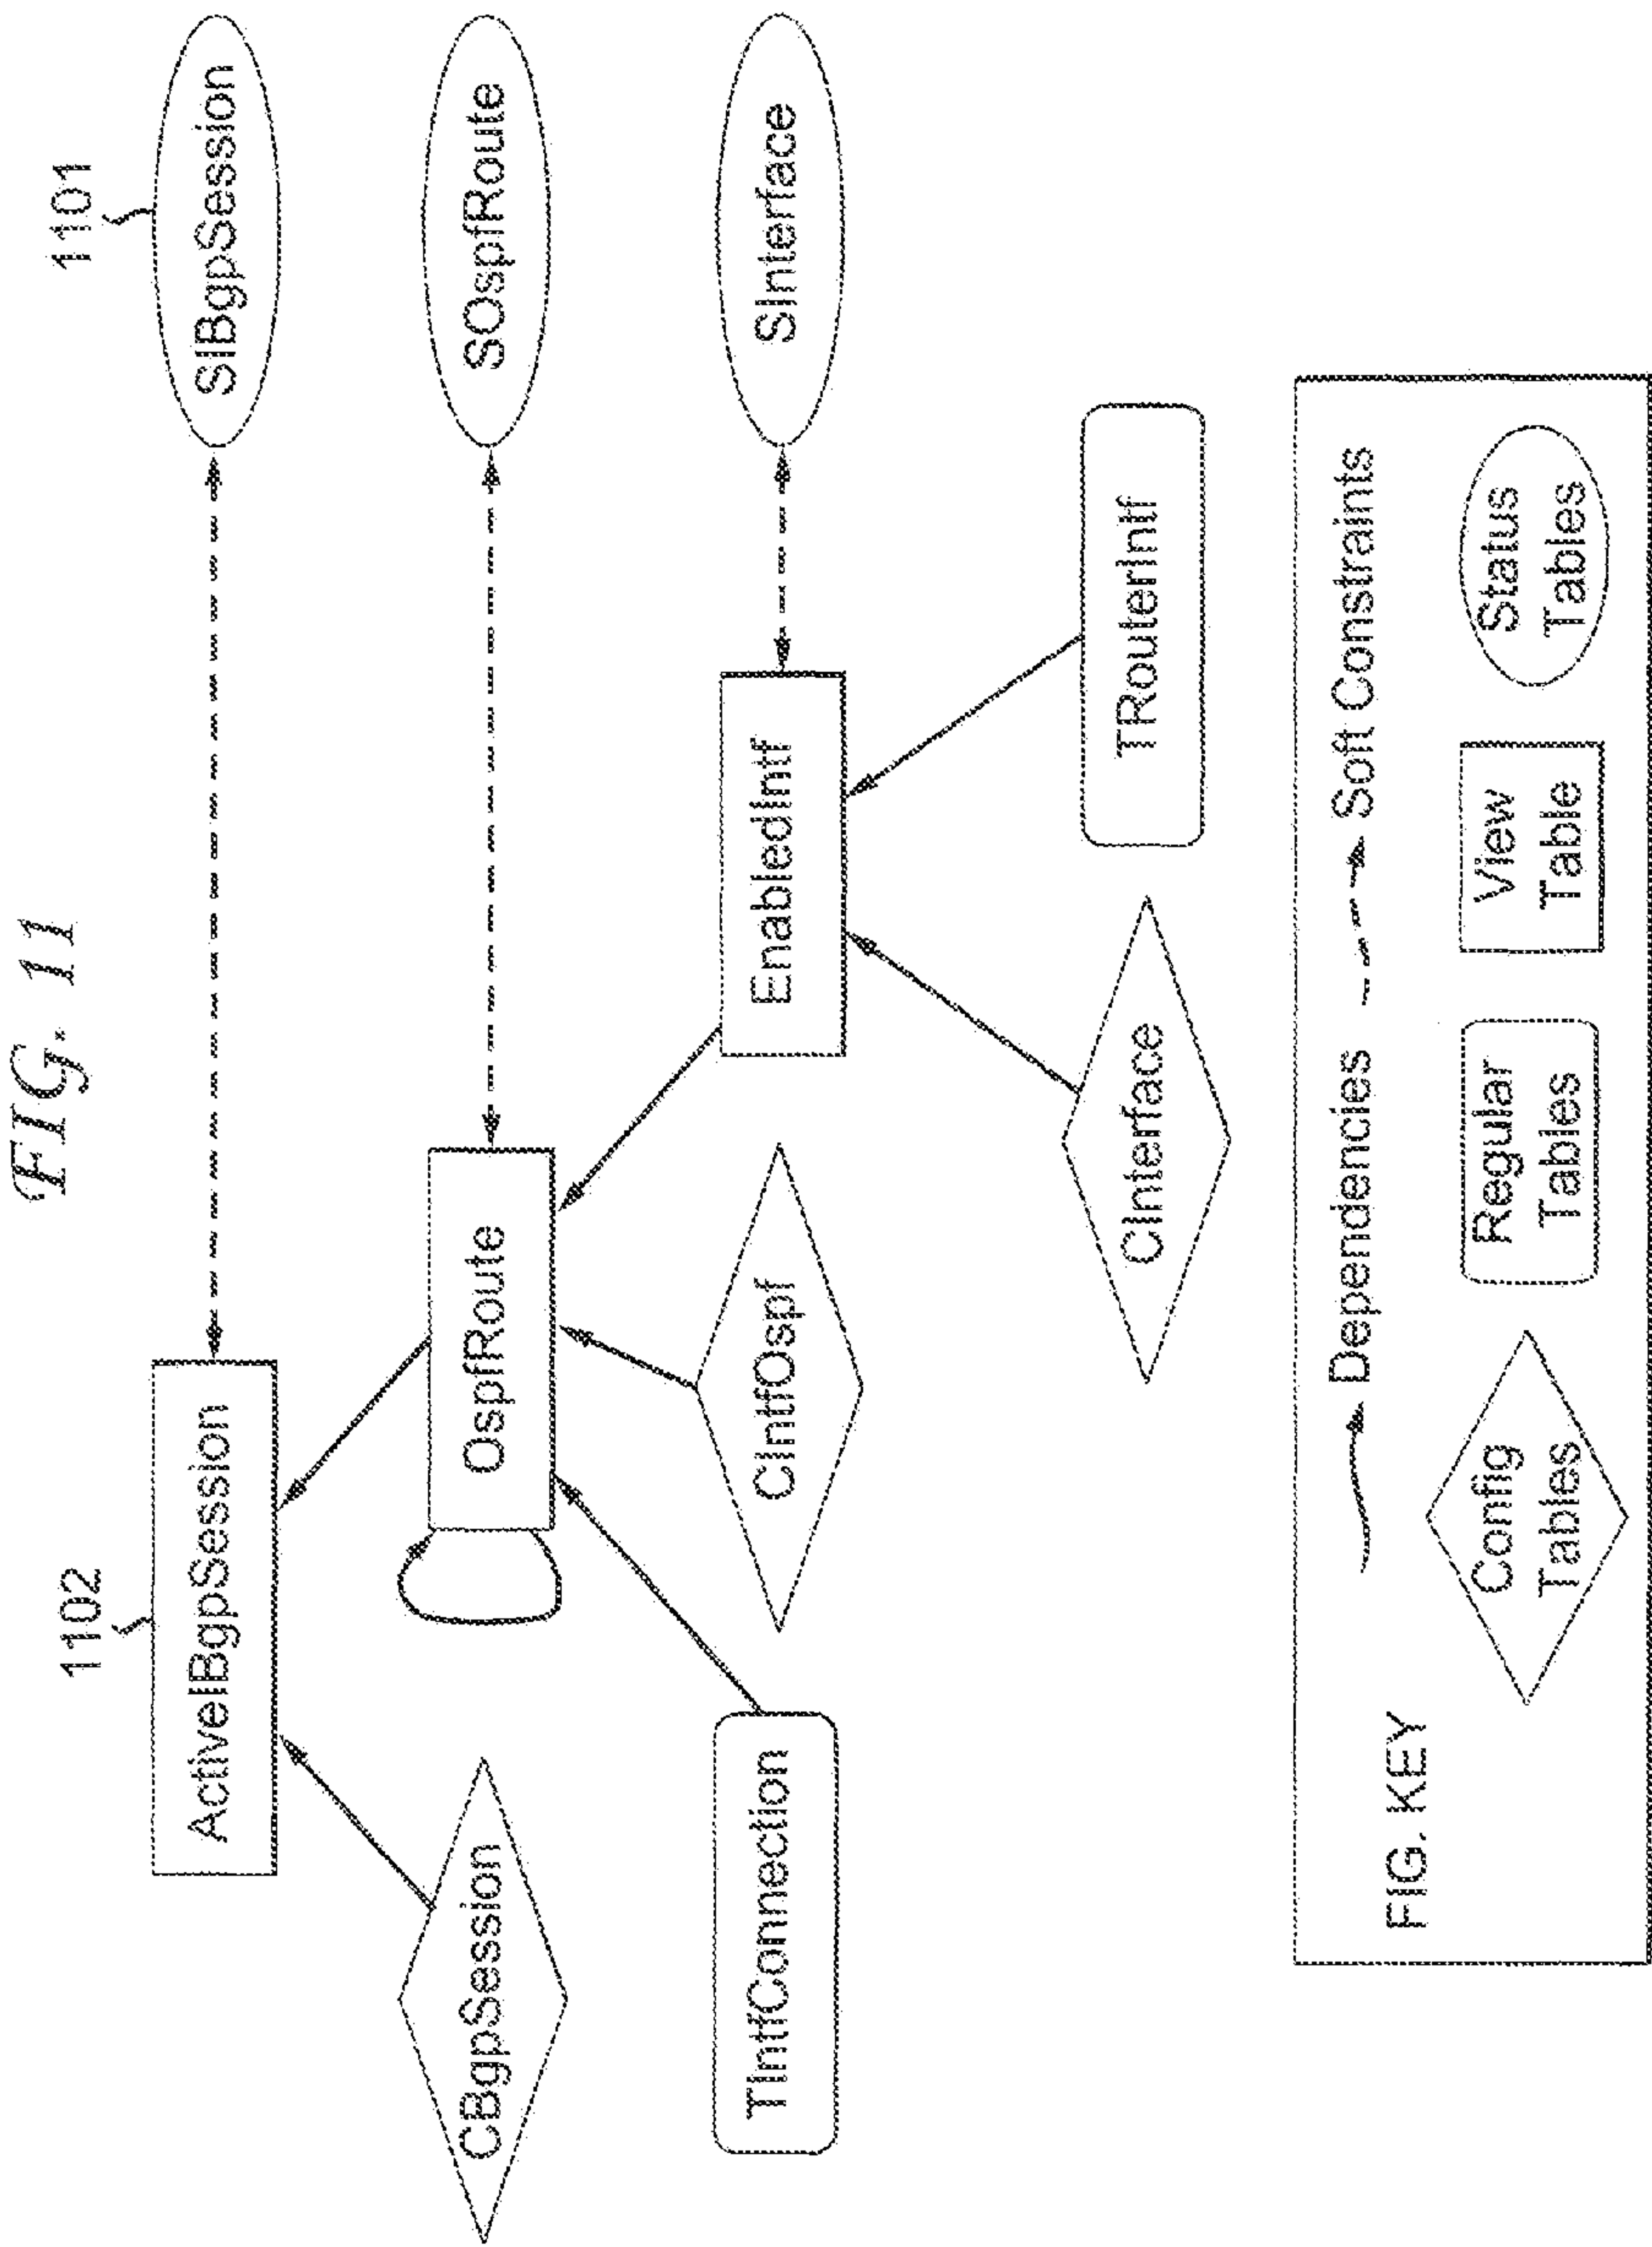 FIG. 11
1102
1101
ActiveIBgpSession
SIBgpSession
CBgpSession
OspfRoute
SOspfRoute
TIntfConnection
CIntfOspf
EnabledIntf
SInterface
CInterface
TRouterIntf
FIG. KEY
Dependencies
Soft Constraints
Config
Tables
Regular
Tables
View
Table
Status
Tables